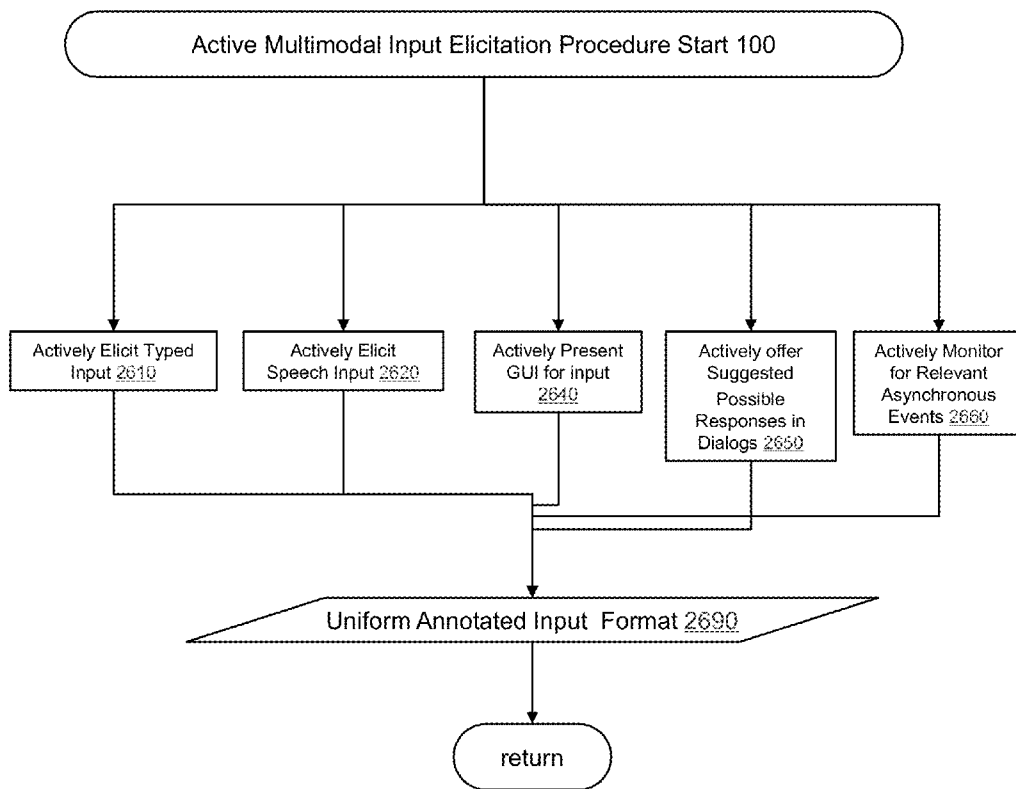 Active Multimodal Input Elicitation Procedure Start 100
Actively Elicit Typed
Input 2610
Actively Elicit
Speech Input 2620
Actively Present
GUI for input
2640
Actively offer
Suggested
Possible
Responses in
Dialogs 2650
Actively Monitor
for Relevant
Asynchronous
Events 2660
Uniform Annotated Input Format 2690
return